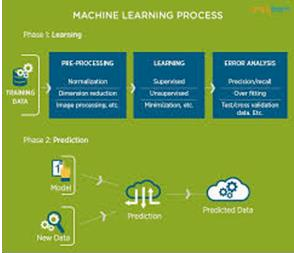 MACHINE LEARNING PROCESS
Phase 1: Learning
TRAINING
DATA
PRE-PROCESSING
Normalization
Dimension reduction
Image processing, etc.
LEARNING
Supervised
Unsupervised
Minimization, etc.
ERROR ANALYSIS
Precision/recall
Over fitting
Test/cross validation
data. Etc.
Phase 2: Prediction
Model
New Data
Prediction
Predicted Data